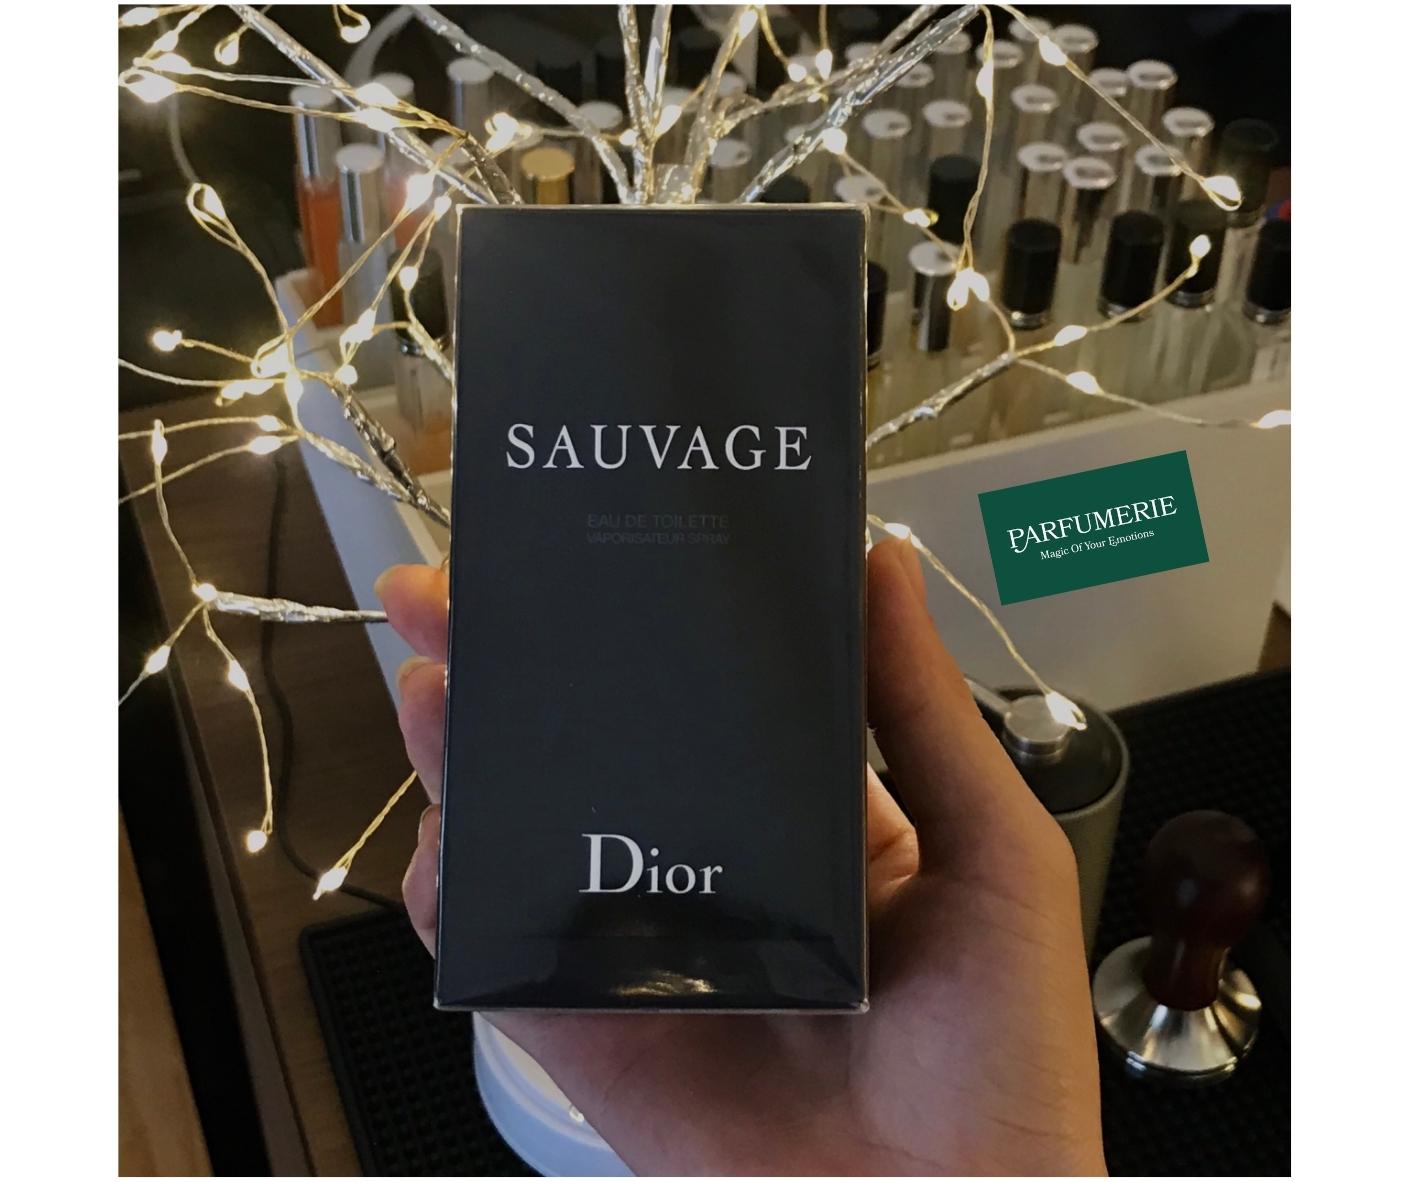 SAUVAGE
EAU DE TOILETTE
VAPORISATEUR SPRAY
PARFUMERIE
Magic Of Your Emotions
Dior